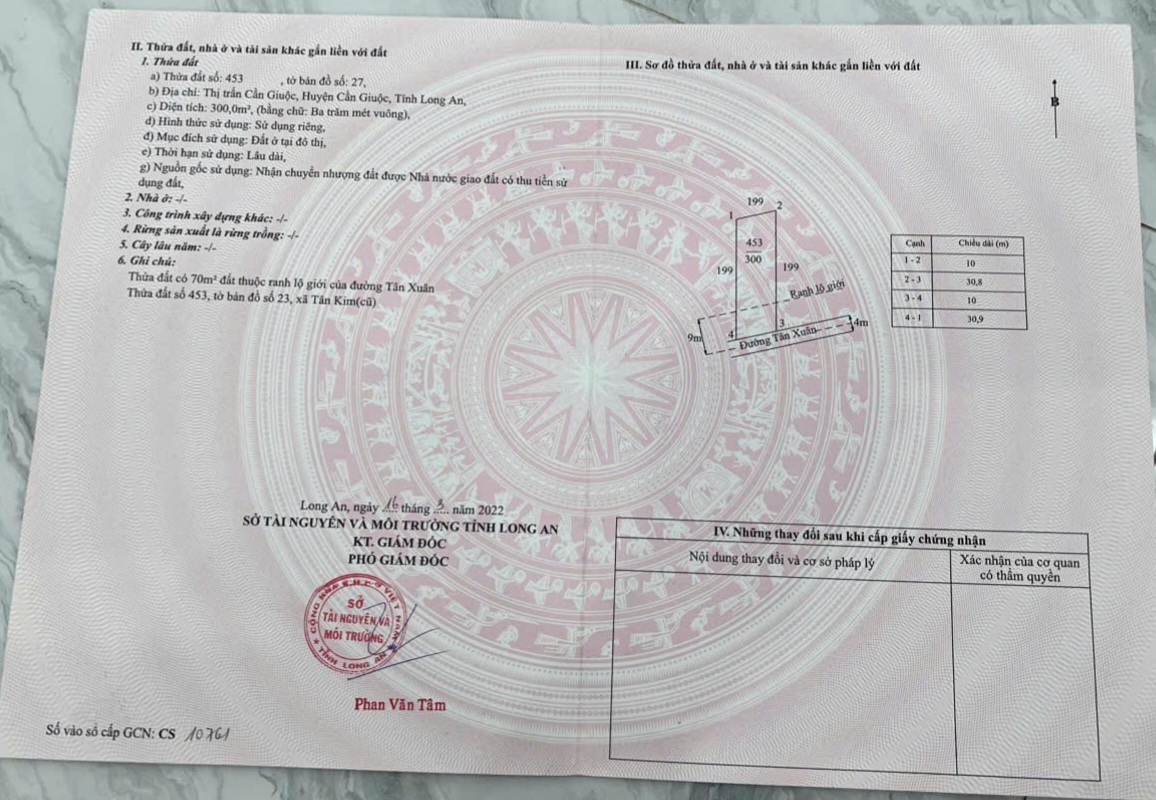 II. Thửa đất, nhà ở và tài sản khác gắn liền với đất
1. Thửa đất
a) Thửa đất số: 453 , tờ bản đồ số: 27,
b) Địa chỉ: Thị trấn Cần Giuộc, Huyện Cần Giuộc, Tỉnh Long An,
c) Diện tích: 300,0m², (bằng chữ: Ba trăm mét vuông),
d) Hình thức sử dụng: Sử dụng riêng,
đ) Mục đích sử dụng: Đất ở tại đô thị,
e) Thời hạn sử dụng: Lâu dài,
g) Nguồn gốc sử dụng: Nhận chuyển nhượng đất được Nhà nước giao đất có thu tiền sử
dụng đất,
2. Nhà ở: -/-
3. Công trình xây dựng khác: -/-
4. Rừng sản xuất là rừng trồng: -/-
5. Cây lâu năm: -/-
6. Ghi chú:
Thửa đất có 70m² đất thuộc ranh lộ giới của đường Tân Xuân
Thửa đất số 453, tờ bản đồ số 23, xã Tân Kim(cũ)
Long An, ngày 16 tháng 3 năm 2022
SỞ TÀI NGUYÊN VÀ MÔI TRƯỜNG TỈNH LONG AN
KT. GIÁM ĐỐC
PHÓ GIÁM ĐỐC
CỘNG HÒA X.H.C.N VIỆT NAM
SỞ
TÀI NGUYÊN VÀ
MÔI TRƯỜNG
TỈNH LONG AN
Phan Văn Tâm
Số vào sổ cấp GCN: CS 10761
III. Sơ đồ thửa đất, nhà ở và tài sản khác gắn liền với đất
B
199
1 2
453
300
199 199
Ranh lộ giới
3
4
9m
Đường Tân Xuân
4m
Cạnh Chiều dài (m)
1 - 2 10
2 - 3 30,8
3 - 4 10
4 - 1 30,9
IV. Những thay đổi sau khi cấp giấy chứng nhận
Nội dung thay đổi và cơ sở pháp lý
Xác nhận của cơ quan
có thẩm quyền